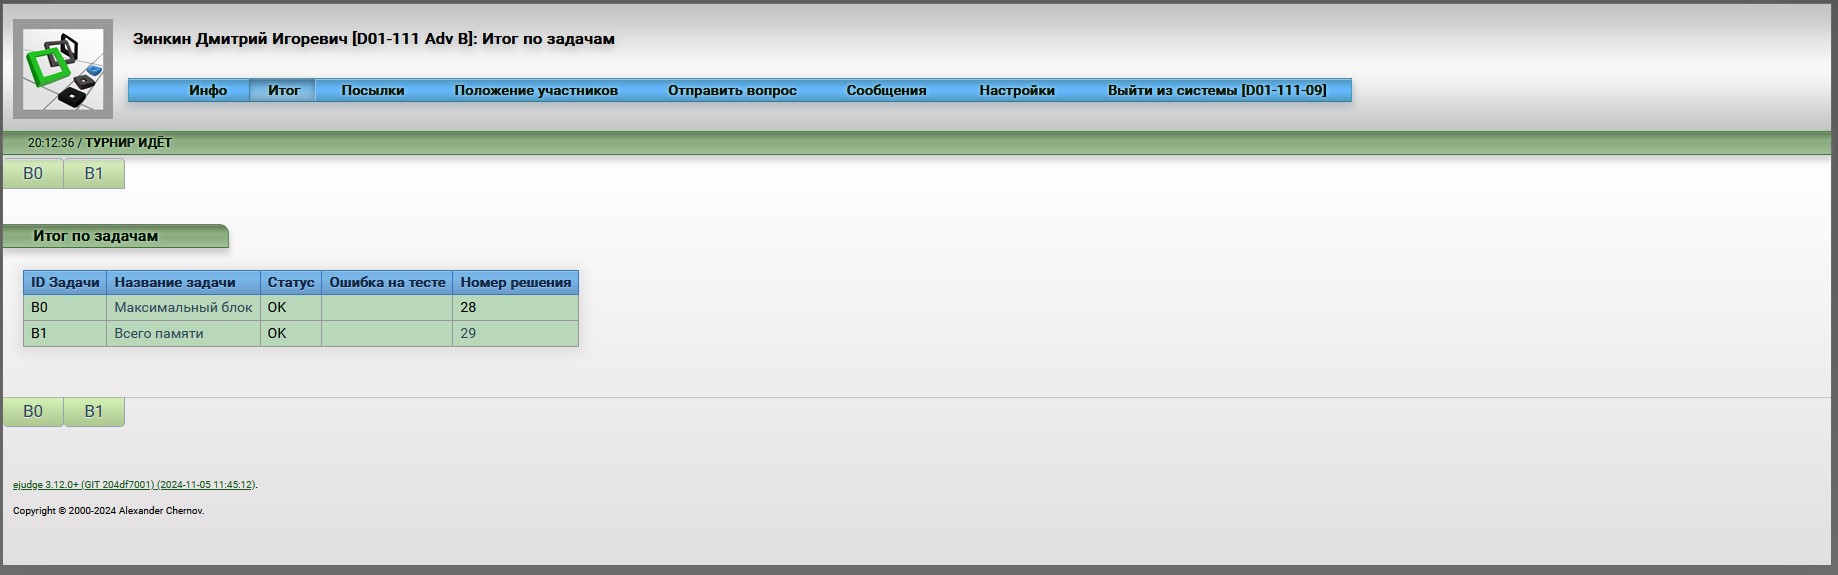 Зинкин Дмитрий Игоревич [D01-111 Adv B]: Итог по задачам
Инфо Итог Посылки Положение участников Отправить вопрос Сообщения Настройки Выйти из системы [D01-111-09]
20:12:36 / ТУРНИР ИДЁТ
B0 B1
Итог по задачам
ID Задачи Название задачи Статус Ошибка на тесте Номер решения
B0 Максимальный блок OK 28
B1 Всего памяти OK 29
B0 B1
ejudge 3.12.0+ (GIT 204df7001) (2024-11-05 11:45:12).
Copyright © 2000-2024 Alexander Chernov.